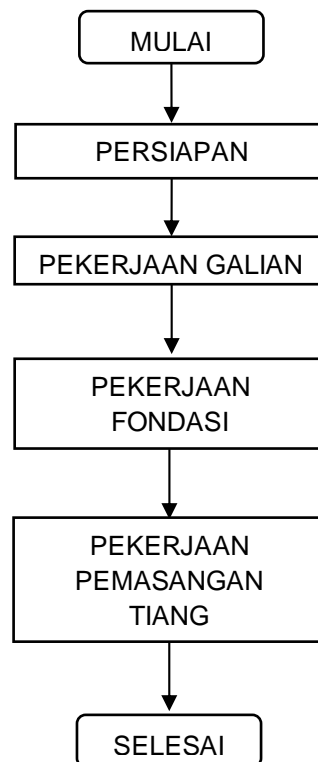 MULAI
PERSIAPAN
PEKERJAAN GALIAN
PEKERJAAN
FONDASI
PEKERJAAN
PEMASANGAN
TIANG
SELESAI